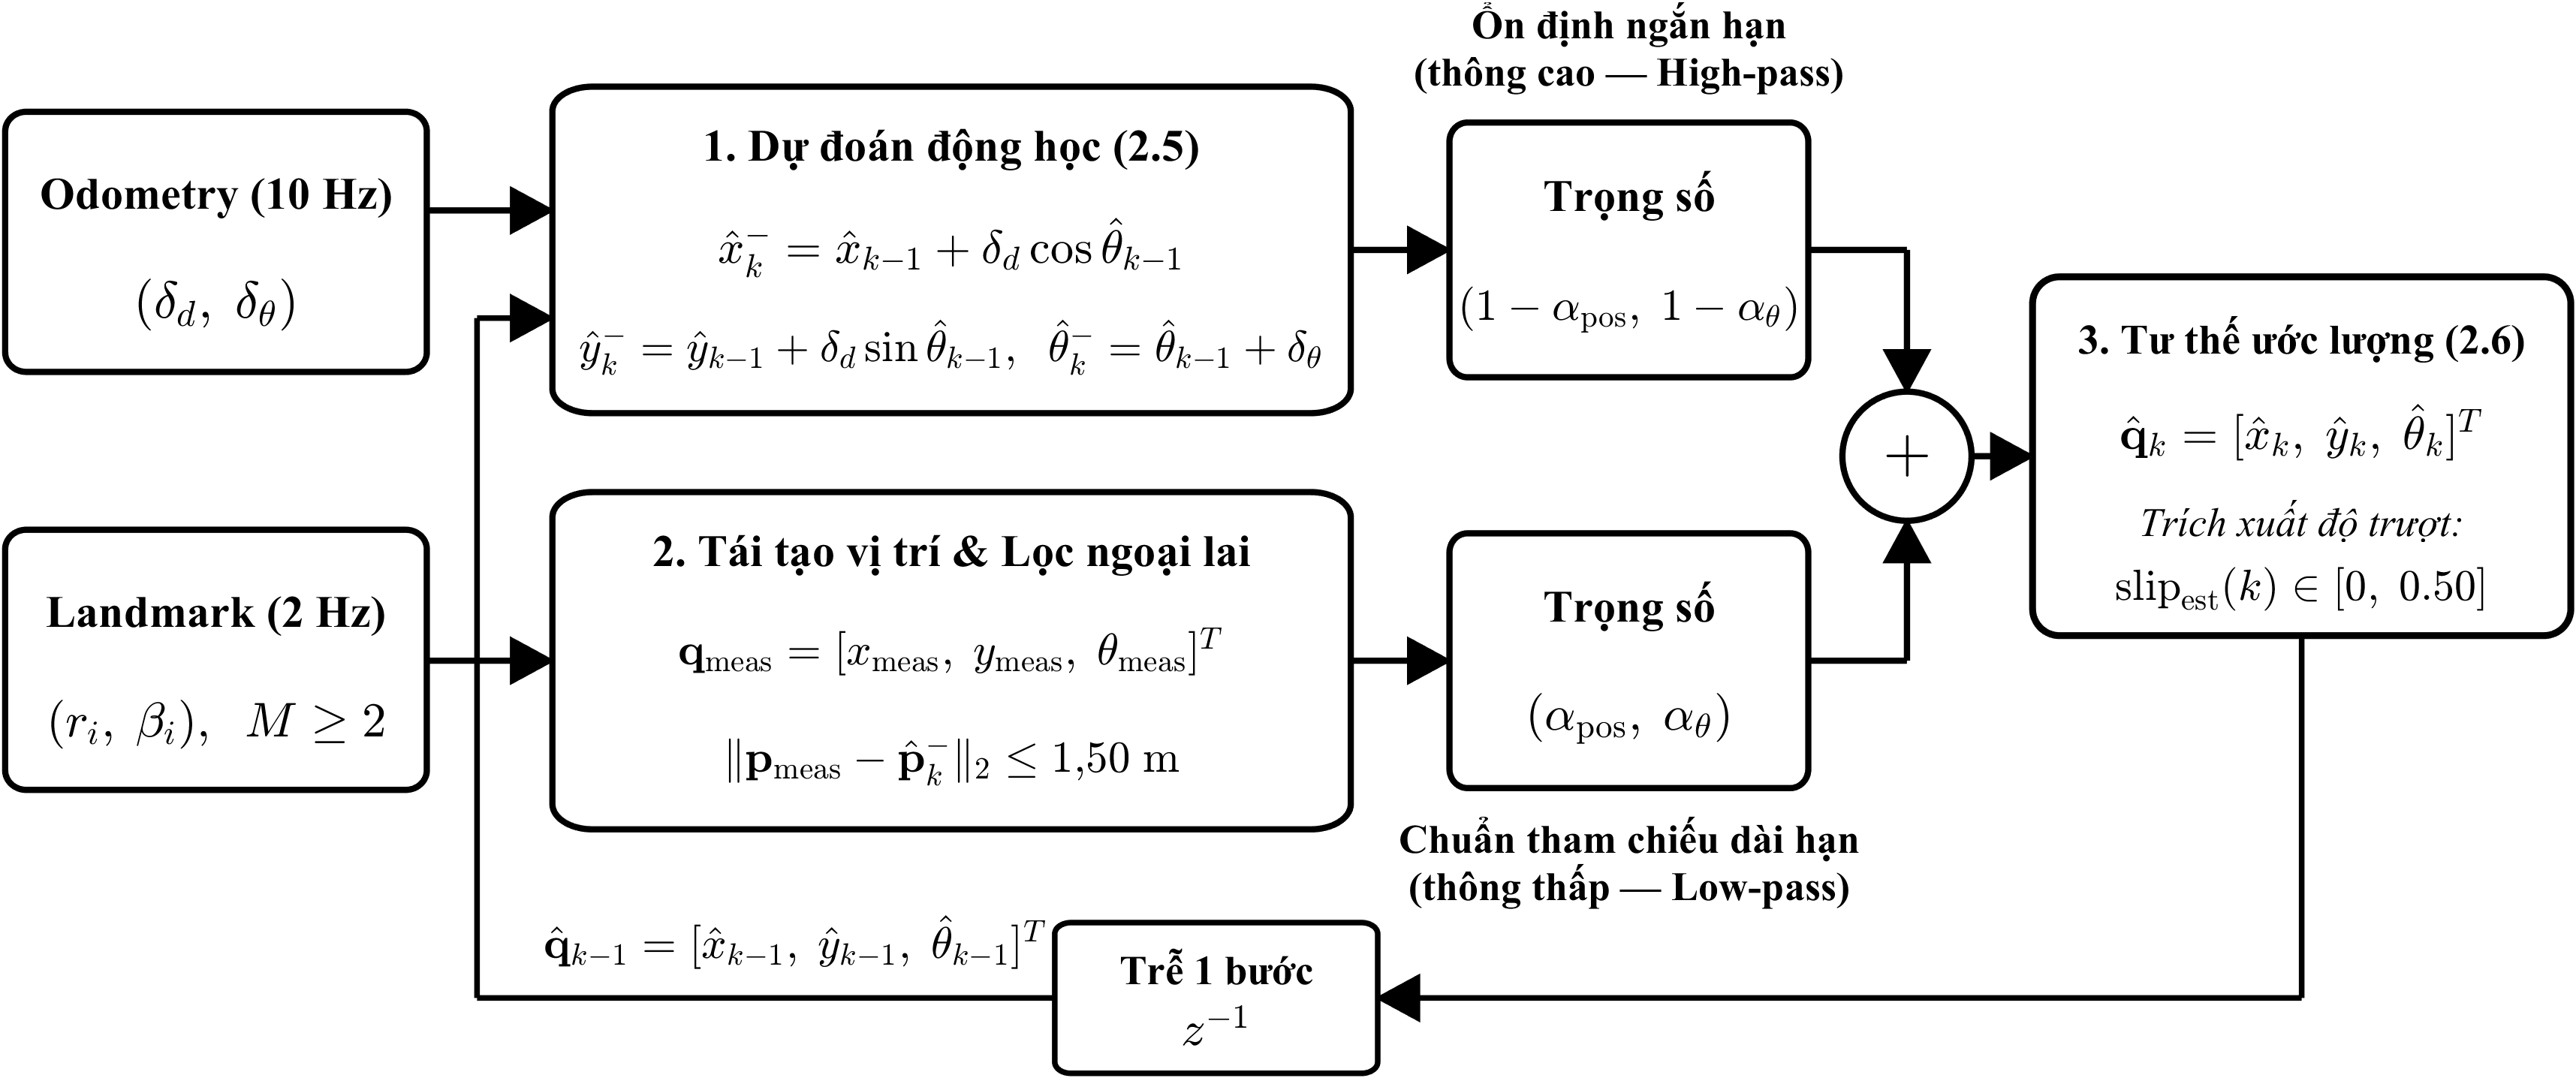 Ổn định ngắn hạn
(thông cao — High-pass)
Odometry (10 Hz)
(δ_d, δ_θ)
1. Dự đoán động học (2.5)
x̂_k^− = x̂_{k−1} + δ_d cos θ̂_{k−1}
ŷ_k^− = ŷ_{k−1} + δ_d sin θ̂_{k−1}, θ̂_k^− = θ̂_{k−1} + δ_θ
Trọng số
(1 − α_pos, 1 − α_θ)
+
3. Tư thế ước lượng (2.6)
q̂_k = [x̂_k, ŷ_k, θ̂_k]^T
Trích xuất độ trượt:
slip_est(k) ∈ [0, 0.50]
Landmark (2 Hz)
(r_i, β_i), M ≥ 2
2. Tái tạo vị trí & Lọc ngoại lai
q_meas = [x_meas, y_meas, θ_meas]^T
‖p_meas − p̂_k^−‖_2 ≤ 1,50 m
Trọng số
(α_pos, α_θ)
Chuẩn tham chiếu dài hạn
(thông thấp — Low-pass)
q̂_{k−1} = [x̂_{k−1}, ŷ_{k−1}, θ̂_{k−1}]^T
Trễ 1 bước
z^{−1}